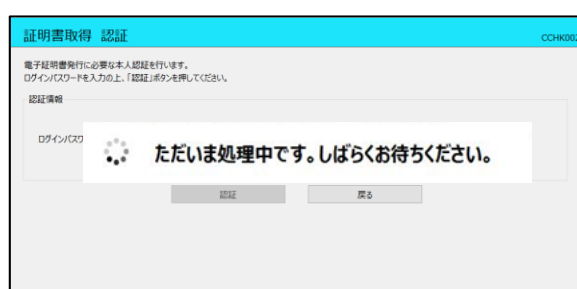 証明書取得 認証
CCHK002
電子証明書発行に必要な本人認証を行います。
ログインパスワードを入力の上、「認証」ボタンを押してください。
認証情報
ログインパスワ
ただいま処理中です。しばらくお待ちください。
認証
戻る